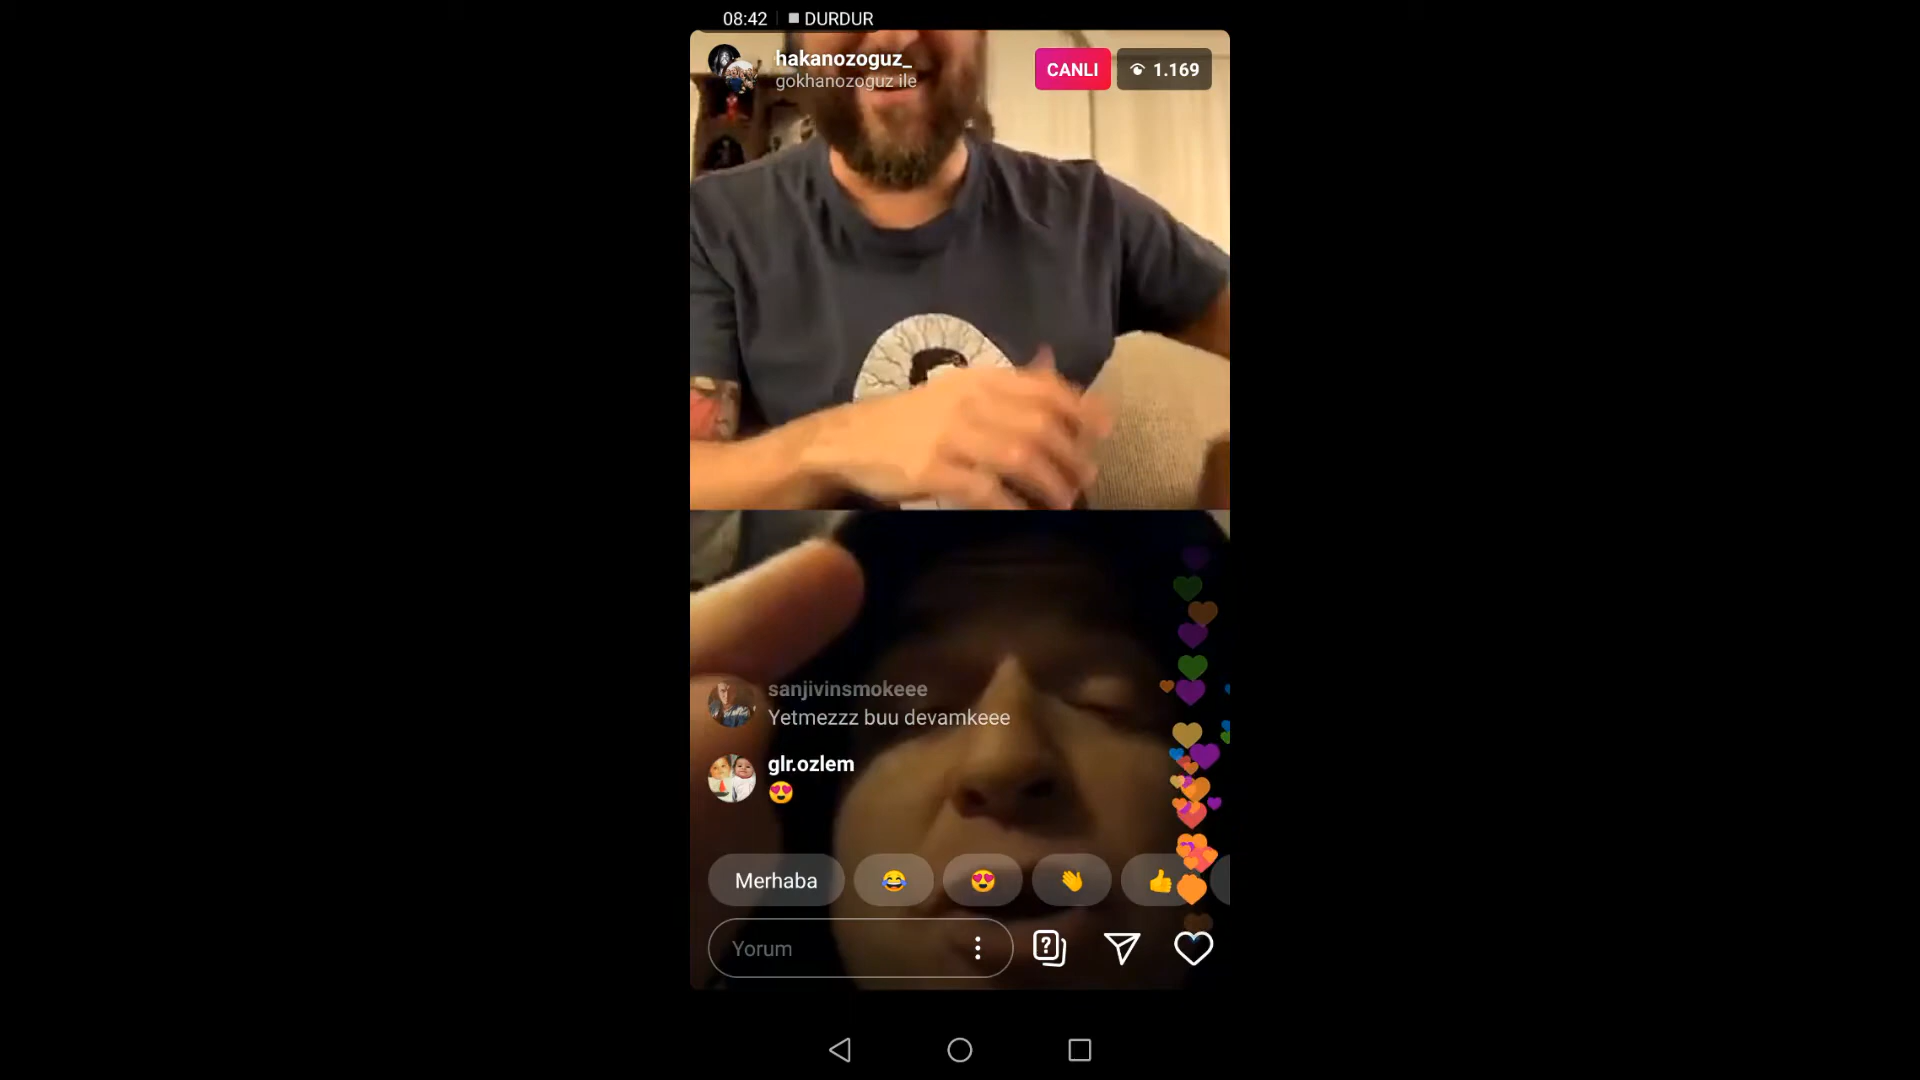 08:42 DURDUR
hakanozoguz_
gokhanozoguz ile
CANLI
1.169
sanjivinsmokeee
Yetmezzz buu devamkeee
glr.ozlem
😍
Merhaba 😂 😍 👏 👍
Yorum